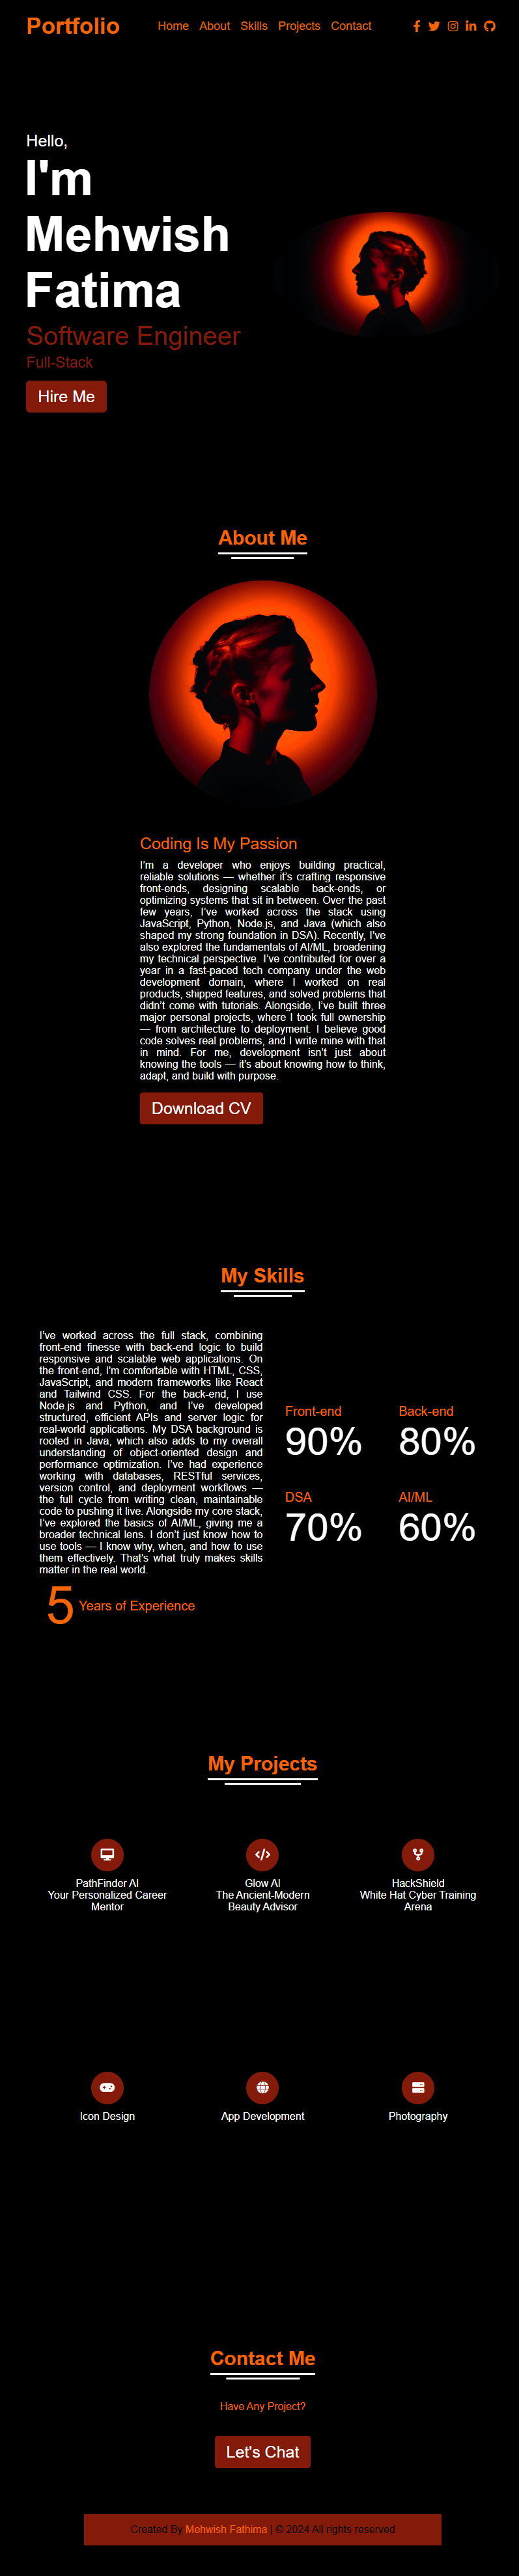 Portfolio Home About Skills Projects Contact
Hello,
I'm
Mehwish
Fatima
Software Engineer
Full-Stack
Hire Me
About Me
Coding Is My Passion
I'm a developer who enjoys building practical,
reliable solutions — whether it's crafting responsive
front-ends, designing scalable back-ends, or
optimizing systems that sit in between. Over the past
few years, I've worked across the stack using
JavaScript, Python, Node.js, and Java (which also
shaped my strong foundation in DSA). Recently, I've
also explored the fundamentals of AI/ML, broadening
my technical perspective. I've contributed for over a
year in a fast-paced tech company under the web
development domain, where I worked on real
products, shipped features, and solved problems that
didn't come with tutorials. Alongside, I've built three
major personal projects, where I took full ownership
— from architecture to deployment. I believe good
code solves real problems, and I write mine with that
in mind. For me, development isn't just about
knowing the tools — it's about knowing how to think,
adapt, and build with purpose.
Download CV
My Skills
I've worked across the full stack, combining
front-end finesse with back-end logic to build
responsive and scalable web applications. On
the front-end, I'm comfortable with HTML, CSS,
JavaScript, and modern frameworks like React
and Tailwind CSS. For the back-end, I use
Node.js and Python, and I've developed
structured, efficient APIs and server logic for
real-world applications. My DSA background is
rooted in Java, which also adds to my overall
understanding of object-oriented design and
performance optimization. I've had experience
working with databases, RESTful services,
version control, and deployment workflows —
the full cycle from writing clean, maintainable
code to pushing it live. Alongside my core stack,
I've explored the basics of AI/ML, giving me a
broader technical lens. I don't just know how to
use tools — I know why, when, and how to use
them effectively. That's what truly makes skills
matter in the real world.
5 Years of Experience
Front-end
90%
Back-end
80%
DSA
70%
AI/ML
60%
My Projects
PathFinder AI
Your Personalized Career
Mentor
Glow AI
The Ancient-Modern
Beauty Advisor
HackShield
White Hat Cyber Training
Arena
Icon Design
App Development
Photography
Contact Me
Have Any Project?
Let's Chat
Created By Mehwish Fathima | © 2024 All rights reserved